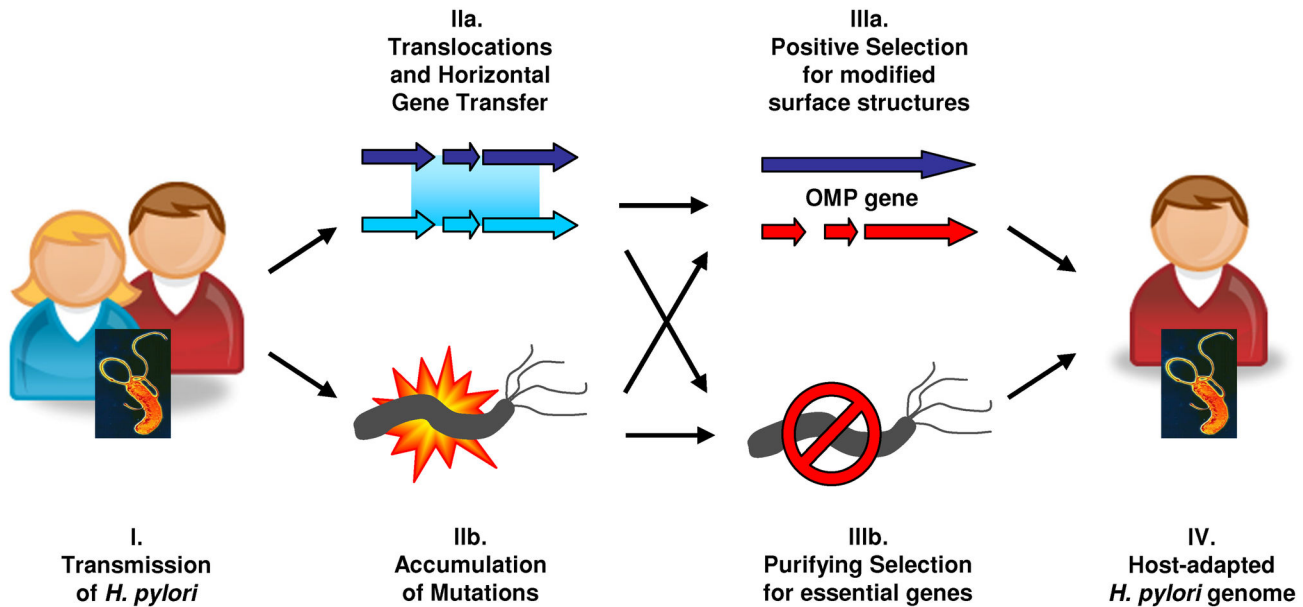 IIa.
Translocations
and Horizontal
Gene Transfer
IIIa.
Positive Selection
for modified
surface structures
OMP gene
I.
Transmission
of H. pylori
IIb.
Accumulation
of Mutations
IIIb.
Purifying Selection
for essential genes
IV.
Host-adapted
H. pylori genome